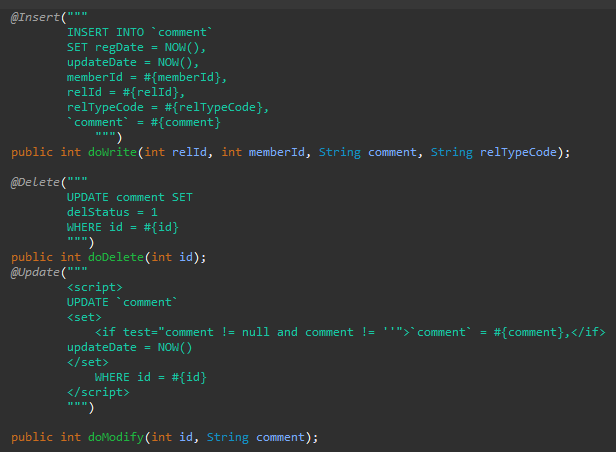 @Insert("""
INSERT INTO `comment`
SET regDate = NOW(),
updateDate = NOW(),
memberId = #{memberId},
relId = #{relId},
relTypeCode = #{relTypeCode},
`comment` = #{comment}
""")
public int doWrite(int relId, int memberId, String comment, String relTypeCode);
@Delete("""
UPDATE comment SET
delStatus = 1
WHERE id = #{id}
""")
public int doDelete(int id);
@Update("""
<script>
UPDATE `comment`
<set>
<if test="comment != null and comment != ''">`comment` = #{comment},</if>
updateDate = NOW()
</set>
WHERE id = #{id}
</script>
""")
public int doModify(int id, String comment);